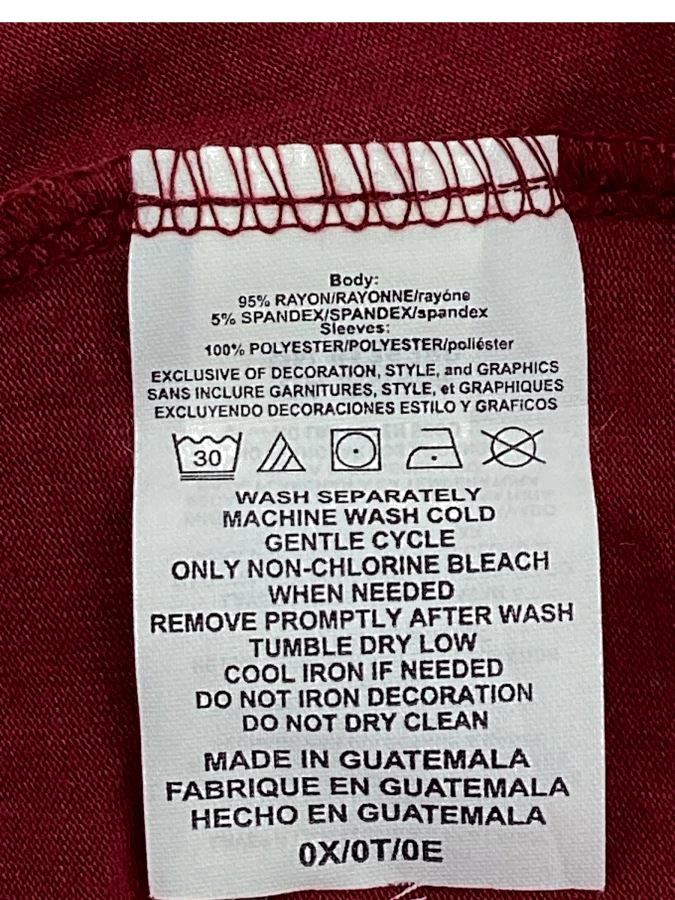 Body:
95% RAYON/RAYONNE/rayóne
5% SPANDEX/SPANDEX/spandex
Sleeves:
100% POLYESTER/POLYESTER/poliéster
EXCLUSIVE OF DECORATION, STYLE, and GRAPHICS
SANS INCLURE GARNITURES, STYLE, et GRAPHIQUES
EXCLUYENDO DECORACIONES ESTILO Y GRAFICOS
30
WASH SEPARATELY
MACHINE WASH COLD
GENTLE CYCLE
ONLY NON-CHLORINE BLEACH
WHEN NEEDED
REMOVE PROMPTLY AFTER WASH
TUMBLE DRY LOW
COOL IRON IF NEEDED
DO NOT IRON DECORATION
DO NOT DRY CLEAN
MADE IN GUATEMALA
FABRIQUE EN GUATEMALA
HECHO EN GUATEMALA
0X/0T/0E